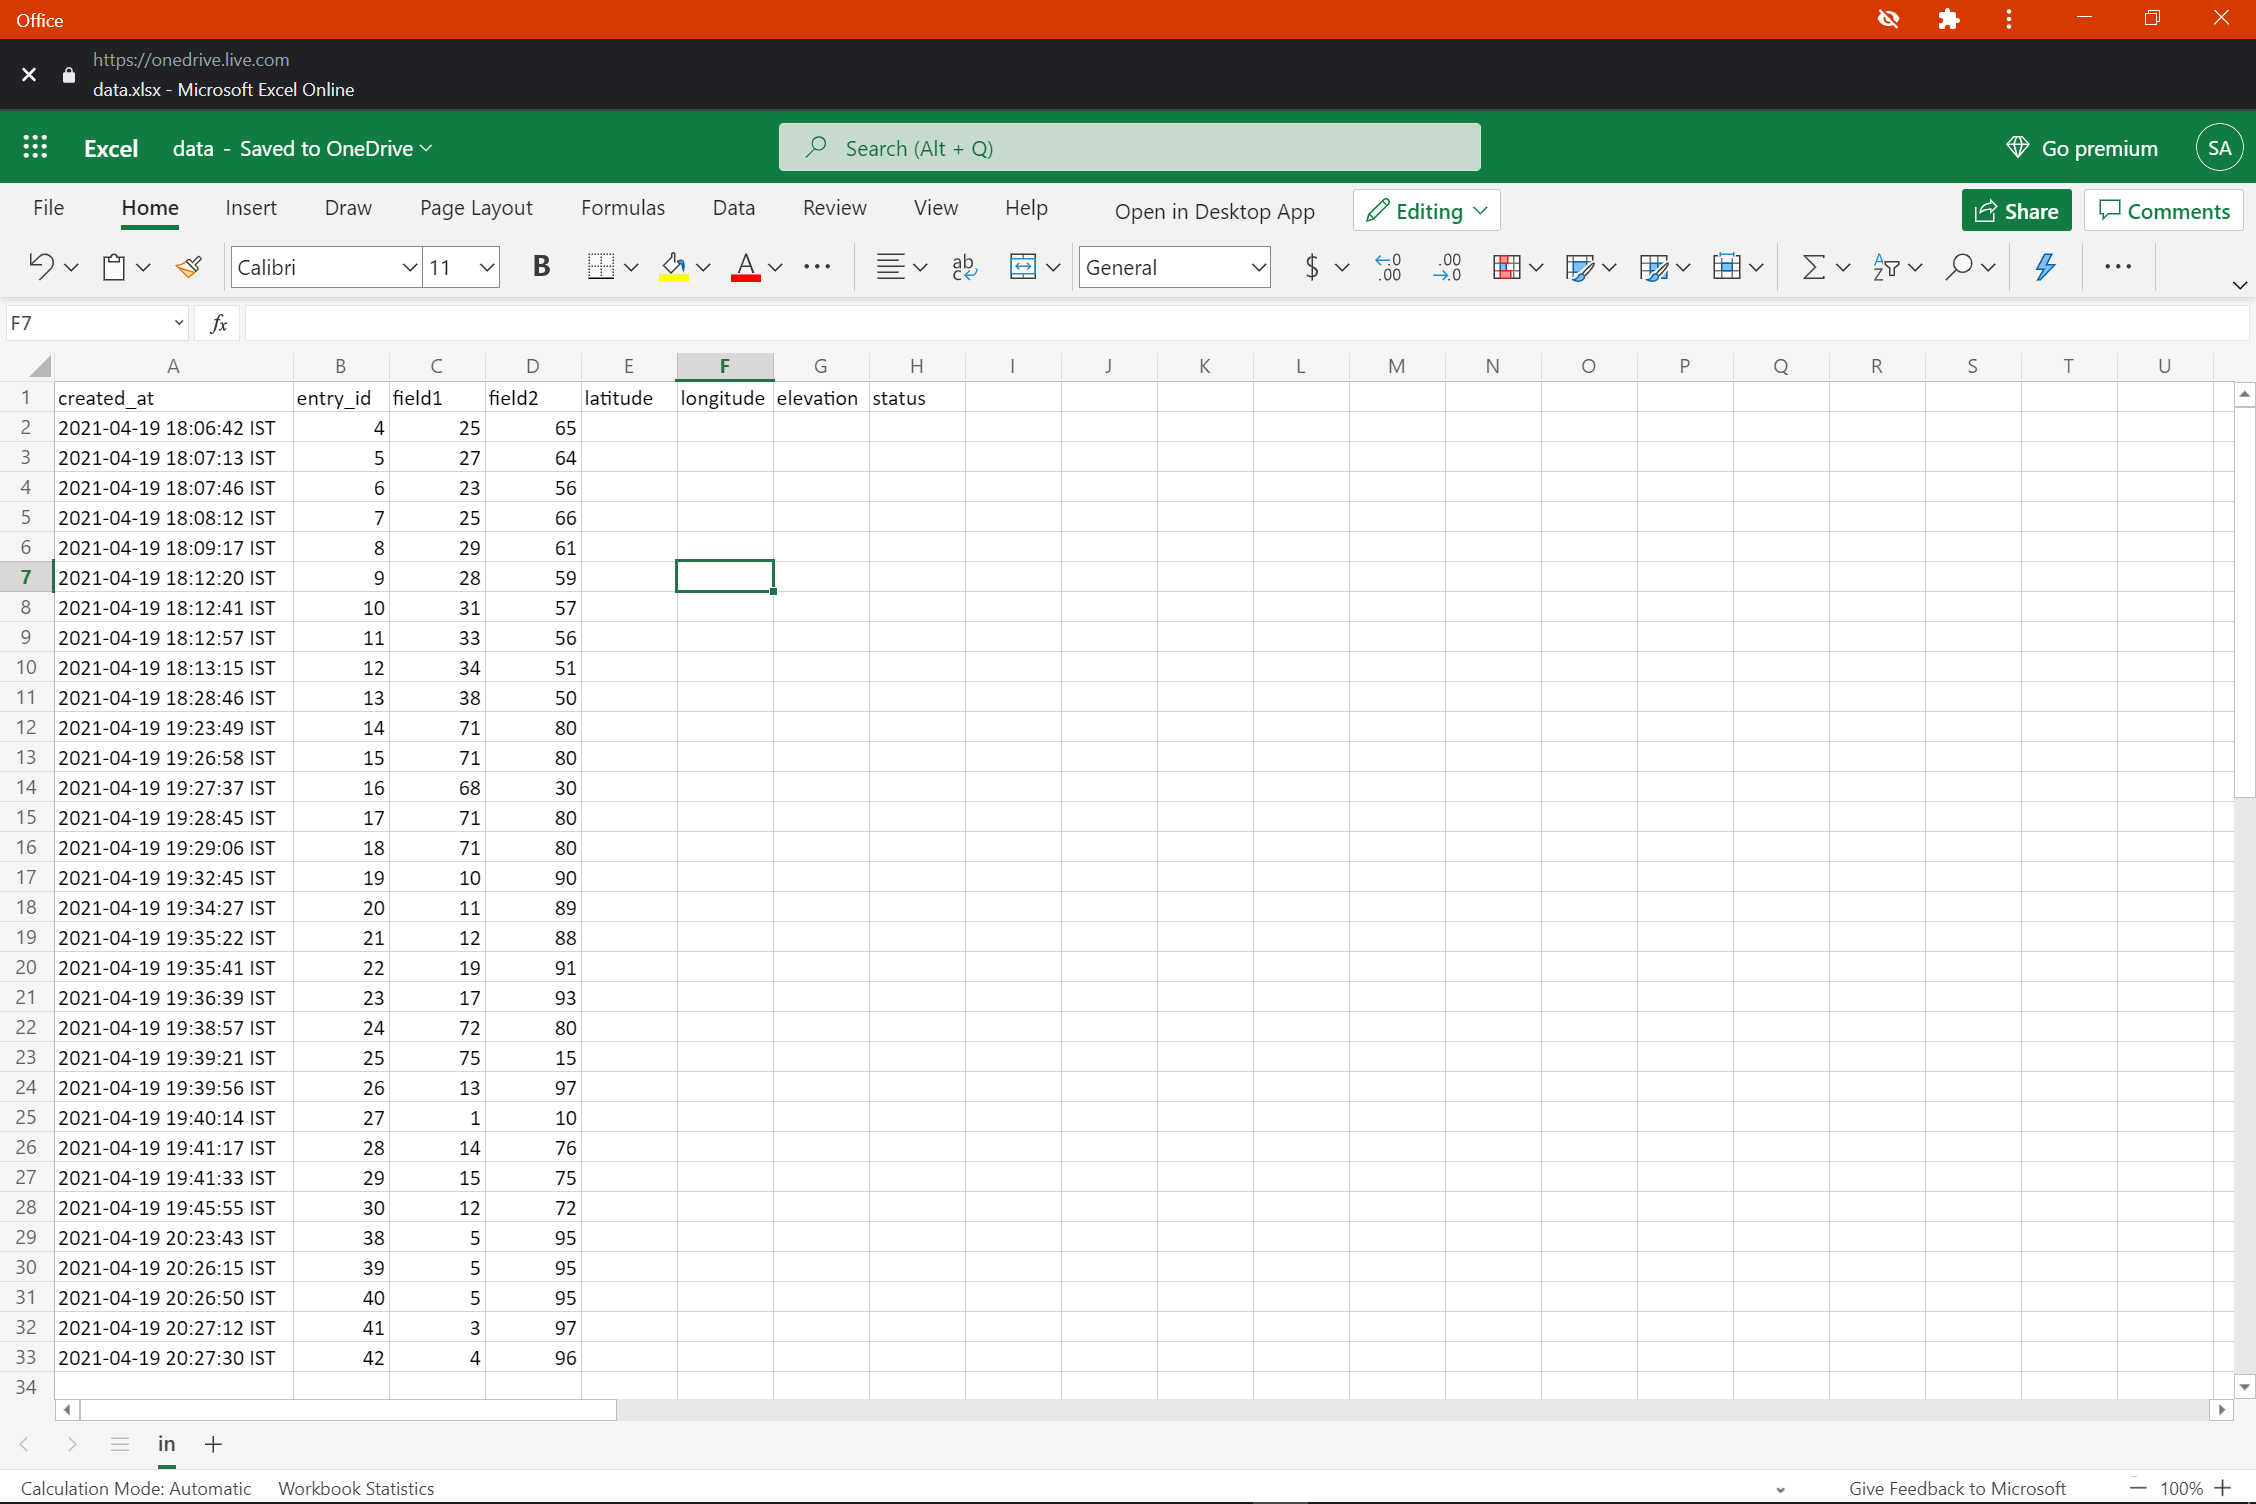 Office
https://onedrive.live.com
data.xlsx - Microsoft Excel Online
Excel data - Saved to OneDrive Search (Alt + Q) Go premium SA
File Home Insert Draw Page Layout Formulas Data Review View Help Open in Desktop App Editing Share Comments
Calibri 11 B A ab c General $ .0 .00 .00 .0 A Z
F7 fx
A B C D E F G H I J K L M N O P Q R S T U
1 created_at entry_id field1 field2 latitude longitude elevation status
2 2021-04-19 18:06:42 IST 4 25 65
3 2021-04-19 18:07:13 IST 5 27 64
4 2021-04-19 18:07:46 IST 6 23 56
5 2021-04-19 18:08:12 IST 7 25 66
6 2021-04-19 18:09:17 IST 8 29 61
7 2021-04-19 18:12:20 IST 9 28 59
8 2021-04-19 18:12:41 IST 10 31 57
9 2021-04-19 18:12:57 IST 11 33 56
10 2021-04-19 18:13:15 IST 12 34 51
11 2021-04-19 18:28:46 IST 13 38 50
12 2021-04-19 19:23:49 IST 14 71 80
13 2021-04-19 19:26:58 IST 15 71 80
14 2021-04-19 19:27:37 IST 16 68 30
15 2021-04-19 19:28:45 IST 17 71 80
16 2021-04-19 19:29:06 IST 18 71 80
17 2021-04-19 19:32:45 IST 19 10 90
18 2021-04-19 19:34:27 IST 20 11 89
19 2021-04-19 19:35:22 IST 21 12 88
20 2021-04-19 19:35:41 IST 22 19 91
21 2021-04-19 19:36:39 IST 23 17 93
22 2021-04-19 19:38:57 IST 24 72 80
23 2021-04-19 19:39:21 IST 25 75 15
24 2021-04-19 19:39:56 IST 26 13 97
25 2021-04-19 19:40:14 IST 27 1 10
26 2021-04-19 19:41:17 IST 28 14 76
27 2021-04-19 19:41:33 IST 29 15 75
28 2021-04-19 19:45:55 IST 30 12 72
29 2021-04-19 20:23:43 IST 38 5 95
30 2021-04-19 20:26:15 IST 39 5 95
31 2021-04-19 20:26:50 IST 40 5 95
32 2021-04-19 20:27:12 IST 41 3 97
33 2021-04-19 20:27:30 IST 42 4 96
34
in
Calculation Mode: Automatic Workbook Statistics Give Feedback to Microsoft 100%